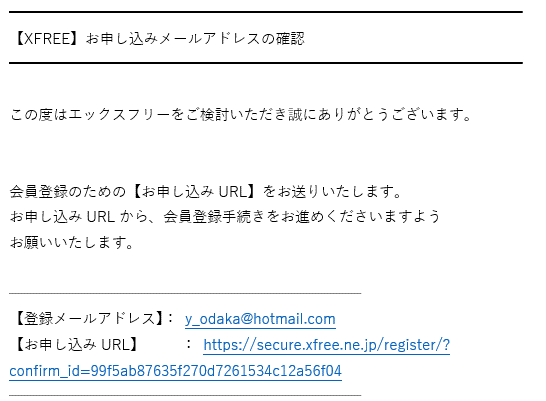 【XFREE】お申し込みメールアドレスの確認
この度はエックスフリーをご検討いただき誠にありがとうございます。
会員登録のための【お申し込み URL】をお送りいたします。
お申し込み URL から、会員登録手続きをお進めくださいますよう
お願いいたします。
【登録メールアドレス】： y_odaka@hotmail.com
【お申し込み URL】　　　： https://secure.xfree.ne.jp/register/?
confirm_id=99f5ab87635f270d7261534c12a56f04